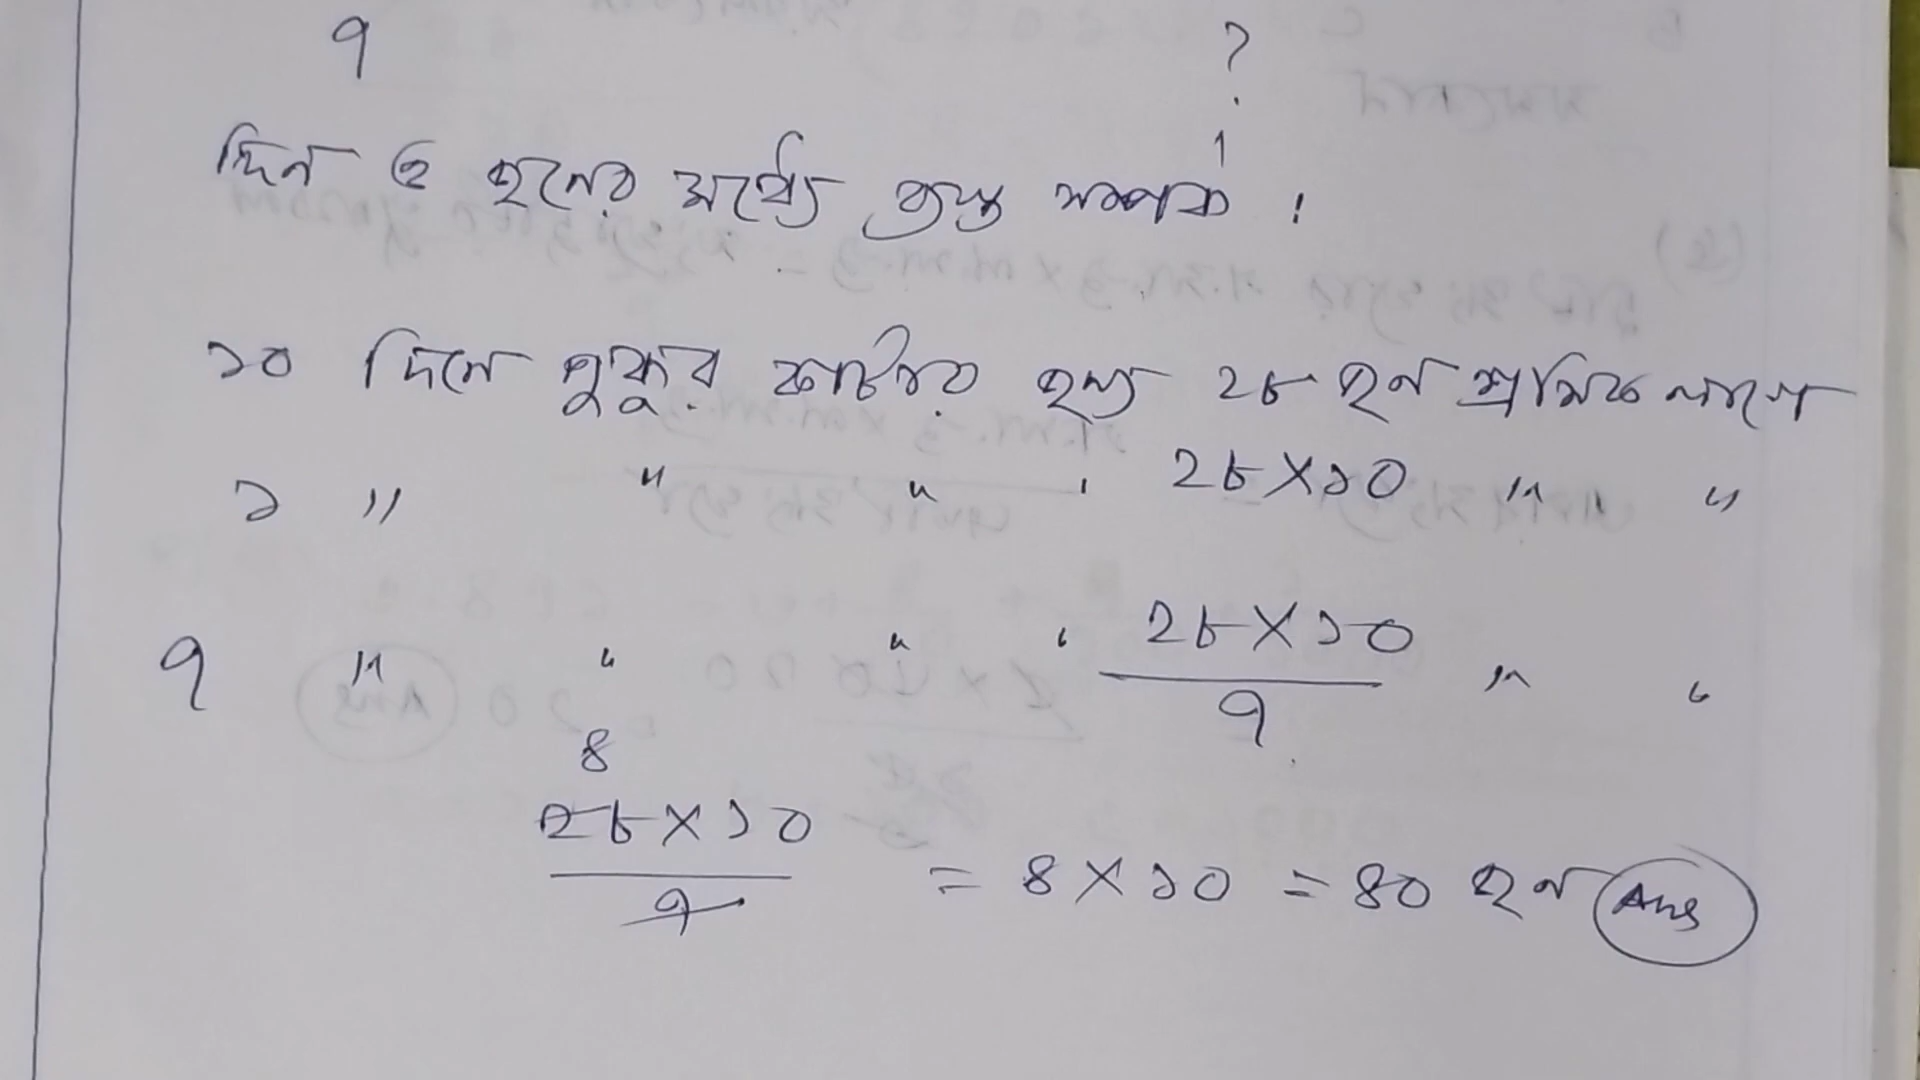 ৭ ?
দিন ও জনের মধ্যে ব্যস্ত সম্পর্ক ।
১০ দিনে পুকুর কাটার জন্য ২৮ জন শ্রমিক লাগে
১ " " " ' ২৮×১০ " "
৭ " " " ' ২৮×১০/৭ " "
৪
২৮×১০/৭ = ৪×১০ = ৪০ জন Ans